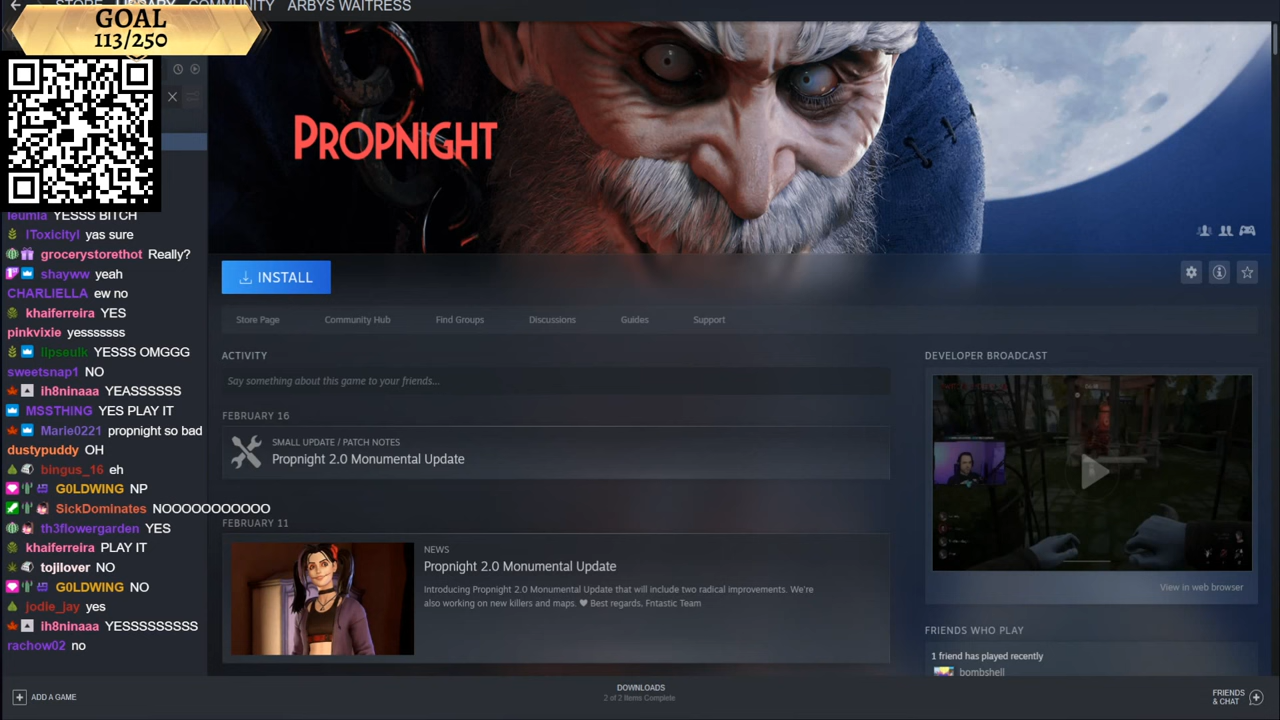 STORE LIBRARY COMMUNITY ARBYS WAITRESS
GOAL
113/250
leumia YESSS BITCH
IToxicityI yas sure
grocerystorethot Really?
shayww yeah
CHARLIELLA ew no
khaiferreira YES
pinkvixie yesssssss
lipseulk YESSS OMGGG
sweetsnap1 NO
ih8ninaaa YEASSSSSS
MSSTHING YES PLAY IT
Marie0221 propnight so bad
dustypuddy OH
bingus_16 eh
G0LDWING NP
SickDominates NOOOOOOOOOOO
th3flowergarden YES
khaiferreira PLAY IT
tojilover NO
G0LDWING NO
jodie_jay yes
ih8ninaaa YESSSSSSSSS
rachow02 no
PROPNIGHT
INSTALL
Store Page Community Hub Find Groups Discussions Guides Support
ACTIVITY
Say something about this game to your friends...
FEBRUARY 16
SMALL UPDATE / PATCH NOTES
Propnight 2.0 Monumental Update
FEBRUARY 11
NEWS
Propnight 2.0 Monumental Update
Introducing Propnight 2.0 Monumental Update that will include two radical improvements. We're
also working on new killers and maps. ♥ Best regards, Fntastic Team
DEVELOPER BROADCAST
View in web browser
FRIENDS WHO PLAY
1 friend has played recently
bombshell
ADD A GAME
DOWNLOADS
2 of 2 Items Complete
FRIENDS
& CHAT